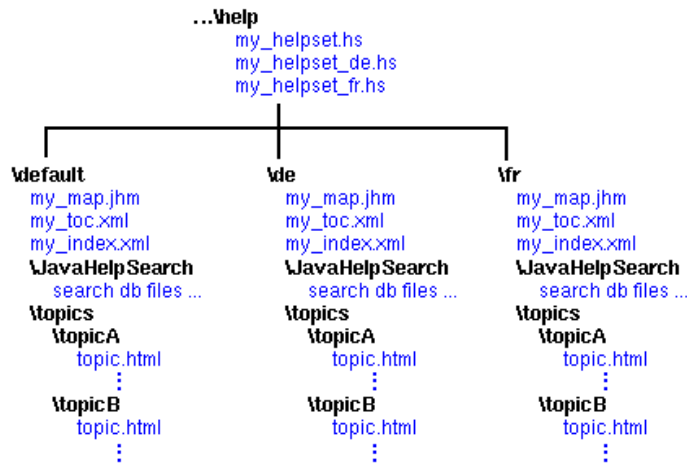 ...\help
my_helpset.hs
my_helpset_de.hs
my_helpset_fr.hs
\default
my_map.jhm
my_toc.xml
my_index.xml
\JavaHelpSearch
search db files ...
\topics
\topicA
topic.html
\topicB
topic.html
\de
my_map.jhm
my_toc.xml
my_index.xml
\JavaHelpSearch
search db files ...
\topics
\topicA
topic.html
\topicB
topic.html
\fr
my_map.jhm
my_toc.xml
my_index.xml
\JavaHelpSearch
search db files ...
\topics
\topicA
topic.html
\topicB
topic.html